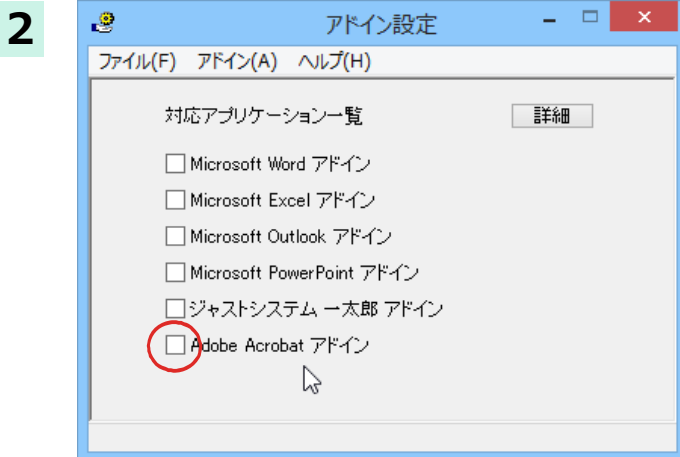 2
アドイン設定
ファイル(F) アドイン(A) ヘルプ(H)
対応アプリケーション一覧 詳細
Microsoft Word アドイン
Microsoft Excel アドイン
Microsoft Outlook アドイン
Microsoft PowerPoint アドイン
ジャストシステム 一太郎 アドイン
Adobe Acrobat アドイン